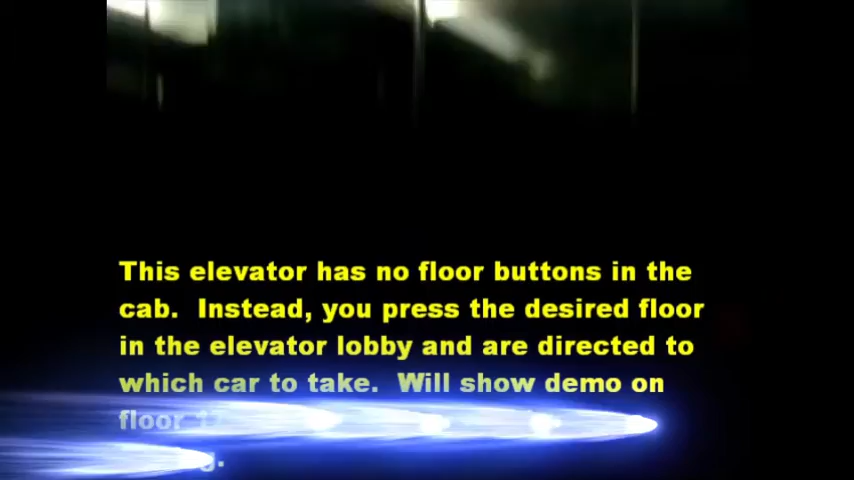 This elevator has no floor buttons in the
cab.  Instead, you press the desired floor
in the elevator lobby and are directed to
which car to take.  Will show demo on
floor